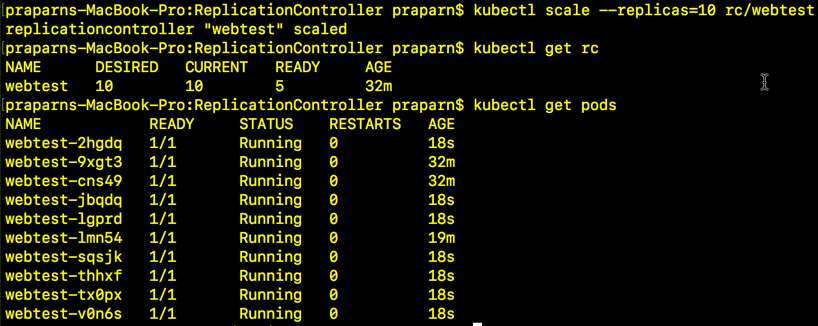 [praparns-MacBook-Pro:ReplicationController praparn$ kubectl scale --replicas=10 rc/webtest
replicationcontroller "webtest" scaled
[praparns-MacBook-Pro:ReplicationController praparn$ kubectl get rc
NAME      DESIRED   CURRENT   READY     AGE
webtest   10        10        5         32m
[praparns-MacBook-Pro:ReplicationController praparn$ kubectl get pods
NAME            READY     STATUS    RESTARTS   AGE
webtest-2hgdq   1/1       Running   0          18s
webtest-9xgt3   1/1       Running   0          32m
webtest-cns49   1/1       Running   0          32m
webtest-jbqdq   1/1       Running   0          18s
webtest-lgprd   1/1       Running   0          18s
webtest-lmn54   1/1       Running   0          19m
webtest-sqsjk   1/1       Running   0          18s
webtest-thhxf   1/1       Running   0          18s
webtest-tx0px   1/1       Running   0          18s
webtest-v0n6s   1/1       Running   0          18s